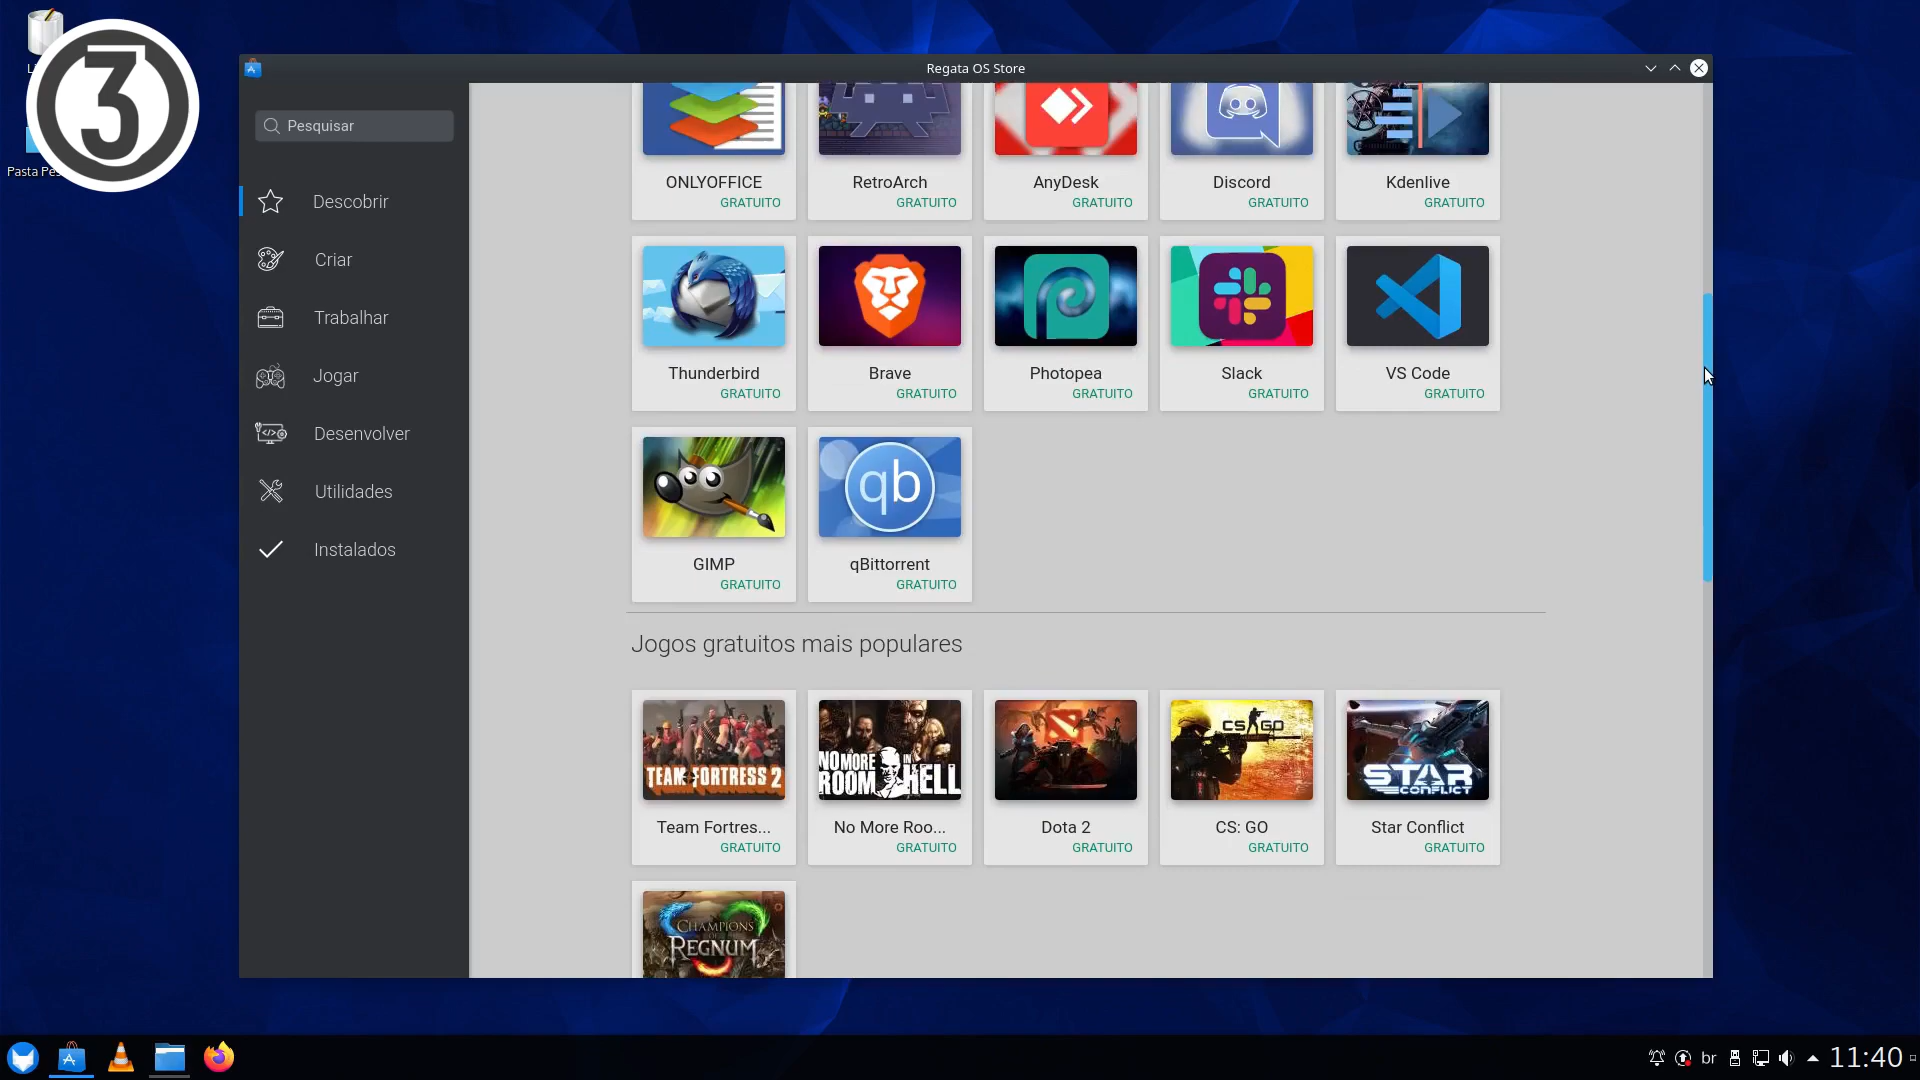 3
Regata OS Store
Pesquisar
Pasta Pes
Descobrir
Criar
Trabalhar
Jogar
Desenvolver
Utilidades
Instalados
ONLYOFFICE
GRATUITO
RetroArch
GRATUITO
AnyDesk
GRATUITO
Discord
GRATUITO
Kdenlive
GRATUITO
Thunderbird
GRATUITO
Brave
GRATUITO
Photopea
GRATUITO
Slack
GRATUITO
VS Code
GRATUITO
GIMP
GRATUITO
qb
qBittorrent
GRATUITO
Jogos gratuitos mais populares
TEAM FORTRESS 2
Team Fortres...
GRATUITO
NO MORE
ROOM IN HELL
No More Roo...
GRATUITO
Dota 2
GRATUITO
CS GO
CS: GO
GRATUITO
STAR
CONFLICT
Star Conflict
GRATUITO
CHAMPIONS
OF
REGNUM
br
11:40